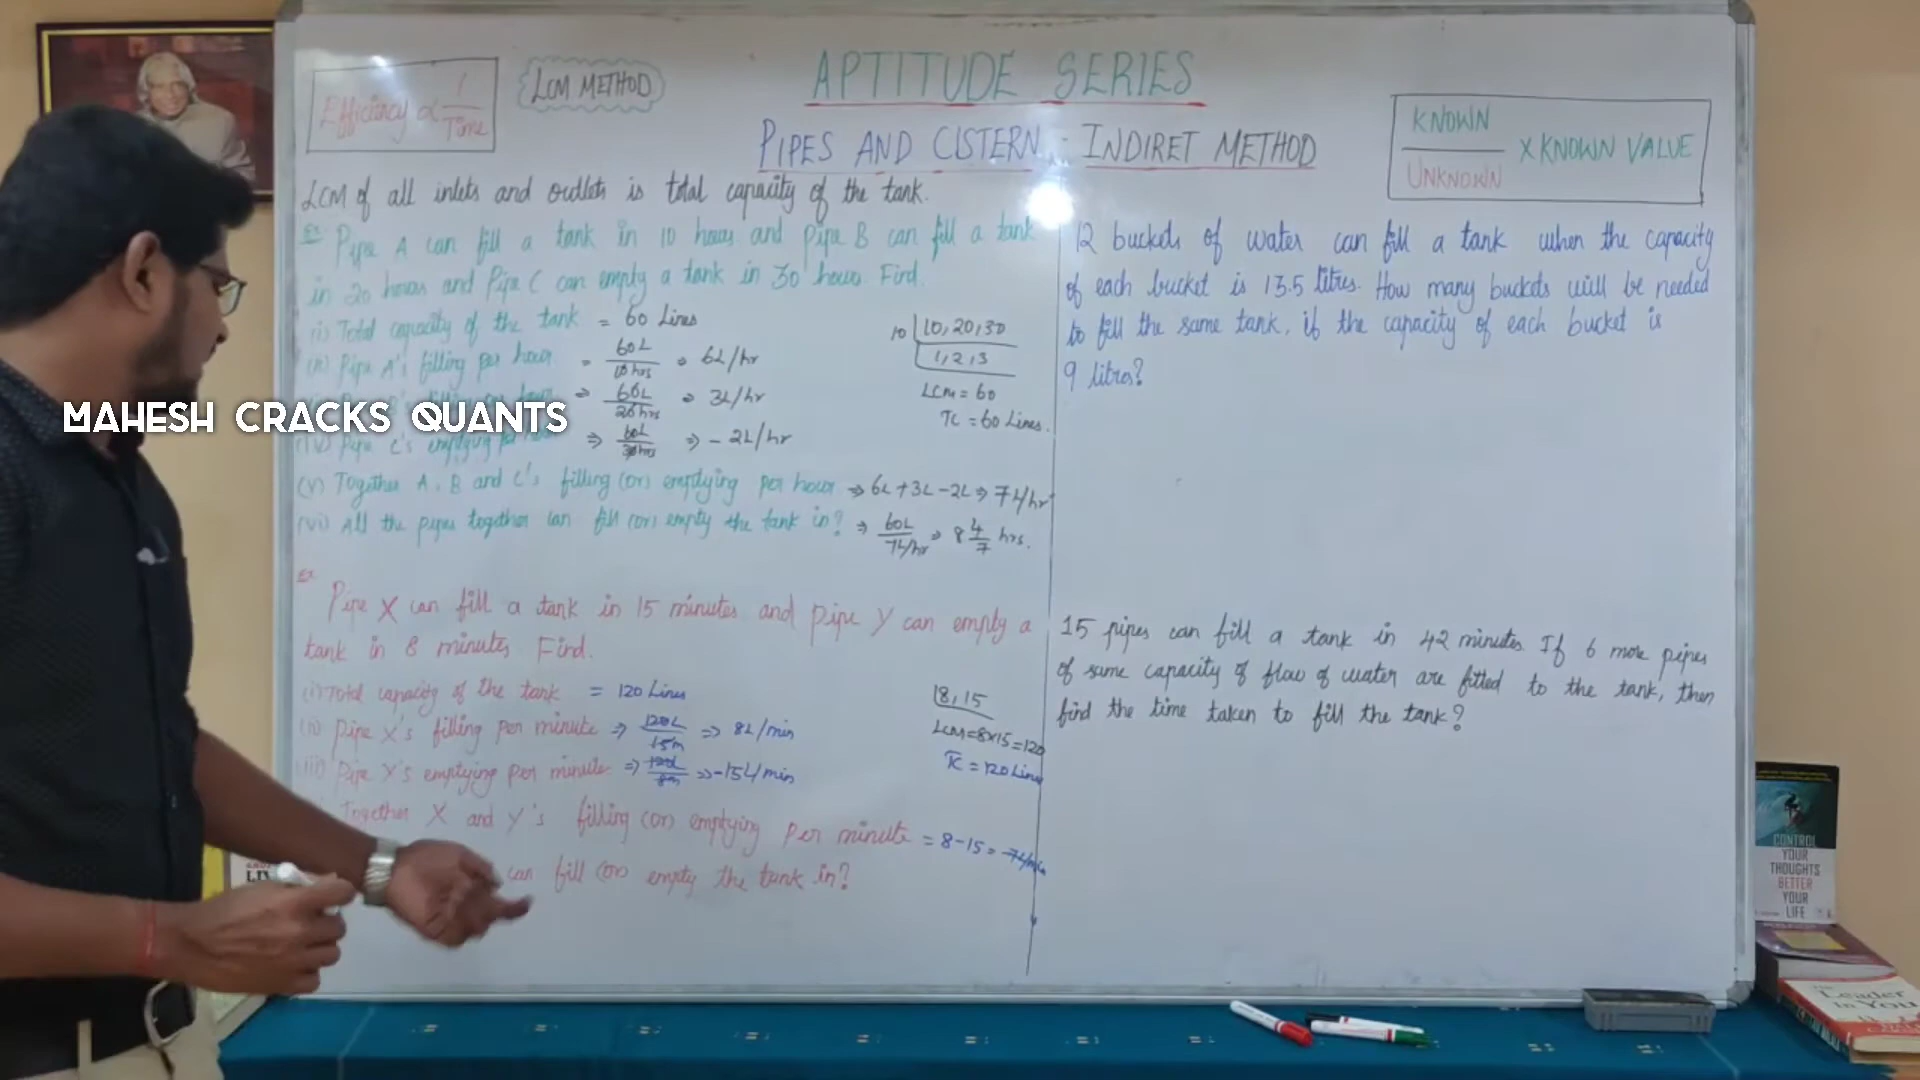 APTITUDE SERIES
LCM METHOD
Efficiency ∝ 1/Time
PIPES AND CISTERN : INDIRET METHOD
KNOWN
UNKNOWN
X KNOWN VALUE
LCM of all inlets and outlets is total capacity of the tank.
Ex Pipe A can fill a tank in 10 hours and pipe B can fill a tank
in 20 hours and Pipe C can empty a tank in 30 hours Find.
(i) Total capacity of the tank = 60 Litres
(ii) Pipe A's filling per hour = 60L/10hrs ⇒ 6L/hr
⇒ 60L/20hrs ⇒ 3L/hr
(iv) Pipe C's emptying per ⇒ 60L/30hrs ⇒ -2L/hr
(v) Together A, B and C's filling (or) emptying per hour ⇒ 6L+3L-2L ⇒ 7L/hr
(vi) All the pipes together can fill (or) empty the tank in? ⇒ 60L/7L/hr ⇒ 8 4/7 hrs.
10 | 10, 20, 30
1, 2, 3
LCM = 60
TC = 60 Litres.
MAHESH CRACKS QUANTS
Ex
Pipe X can fill a tank in 15 minutes and pipe Y can empty a
tank in 8 minutes Find.
(i) Total capacity of the tank = 120 Litres
(ii) Pipe X's filling per minute ⇒ 120L/15m ⇒ 8L/min
(iii) Pipe Y's emptying per minute ⇒ 120L/8m ⇒ -15L/min
Together X and Y's filling (or) emptying per minute = 8-15 = -7L/min
can fill (or) empty the tank in?
8, 15
LCM = 8x15 = 120
TC = 120 Litres
12 buckets of water can fill a tank when the capacity
of each bucket is 13.5 litres. How many buckets will be needed
to fill the same tank, if the capacity of each bucket is
9 litres?
15 pipes can fill a tank in 42 minutes. If 6 more pipes
of same capacity of flow of water are fitted to the tank, then
find the time taken to fill the tank?
CONTROL
YOUR
THOUGHTS
BETTER
YOUR
LIFE
Leader
in You